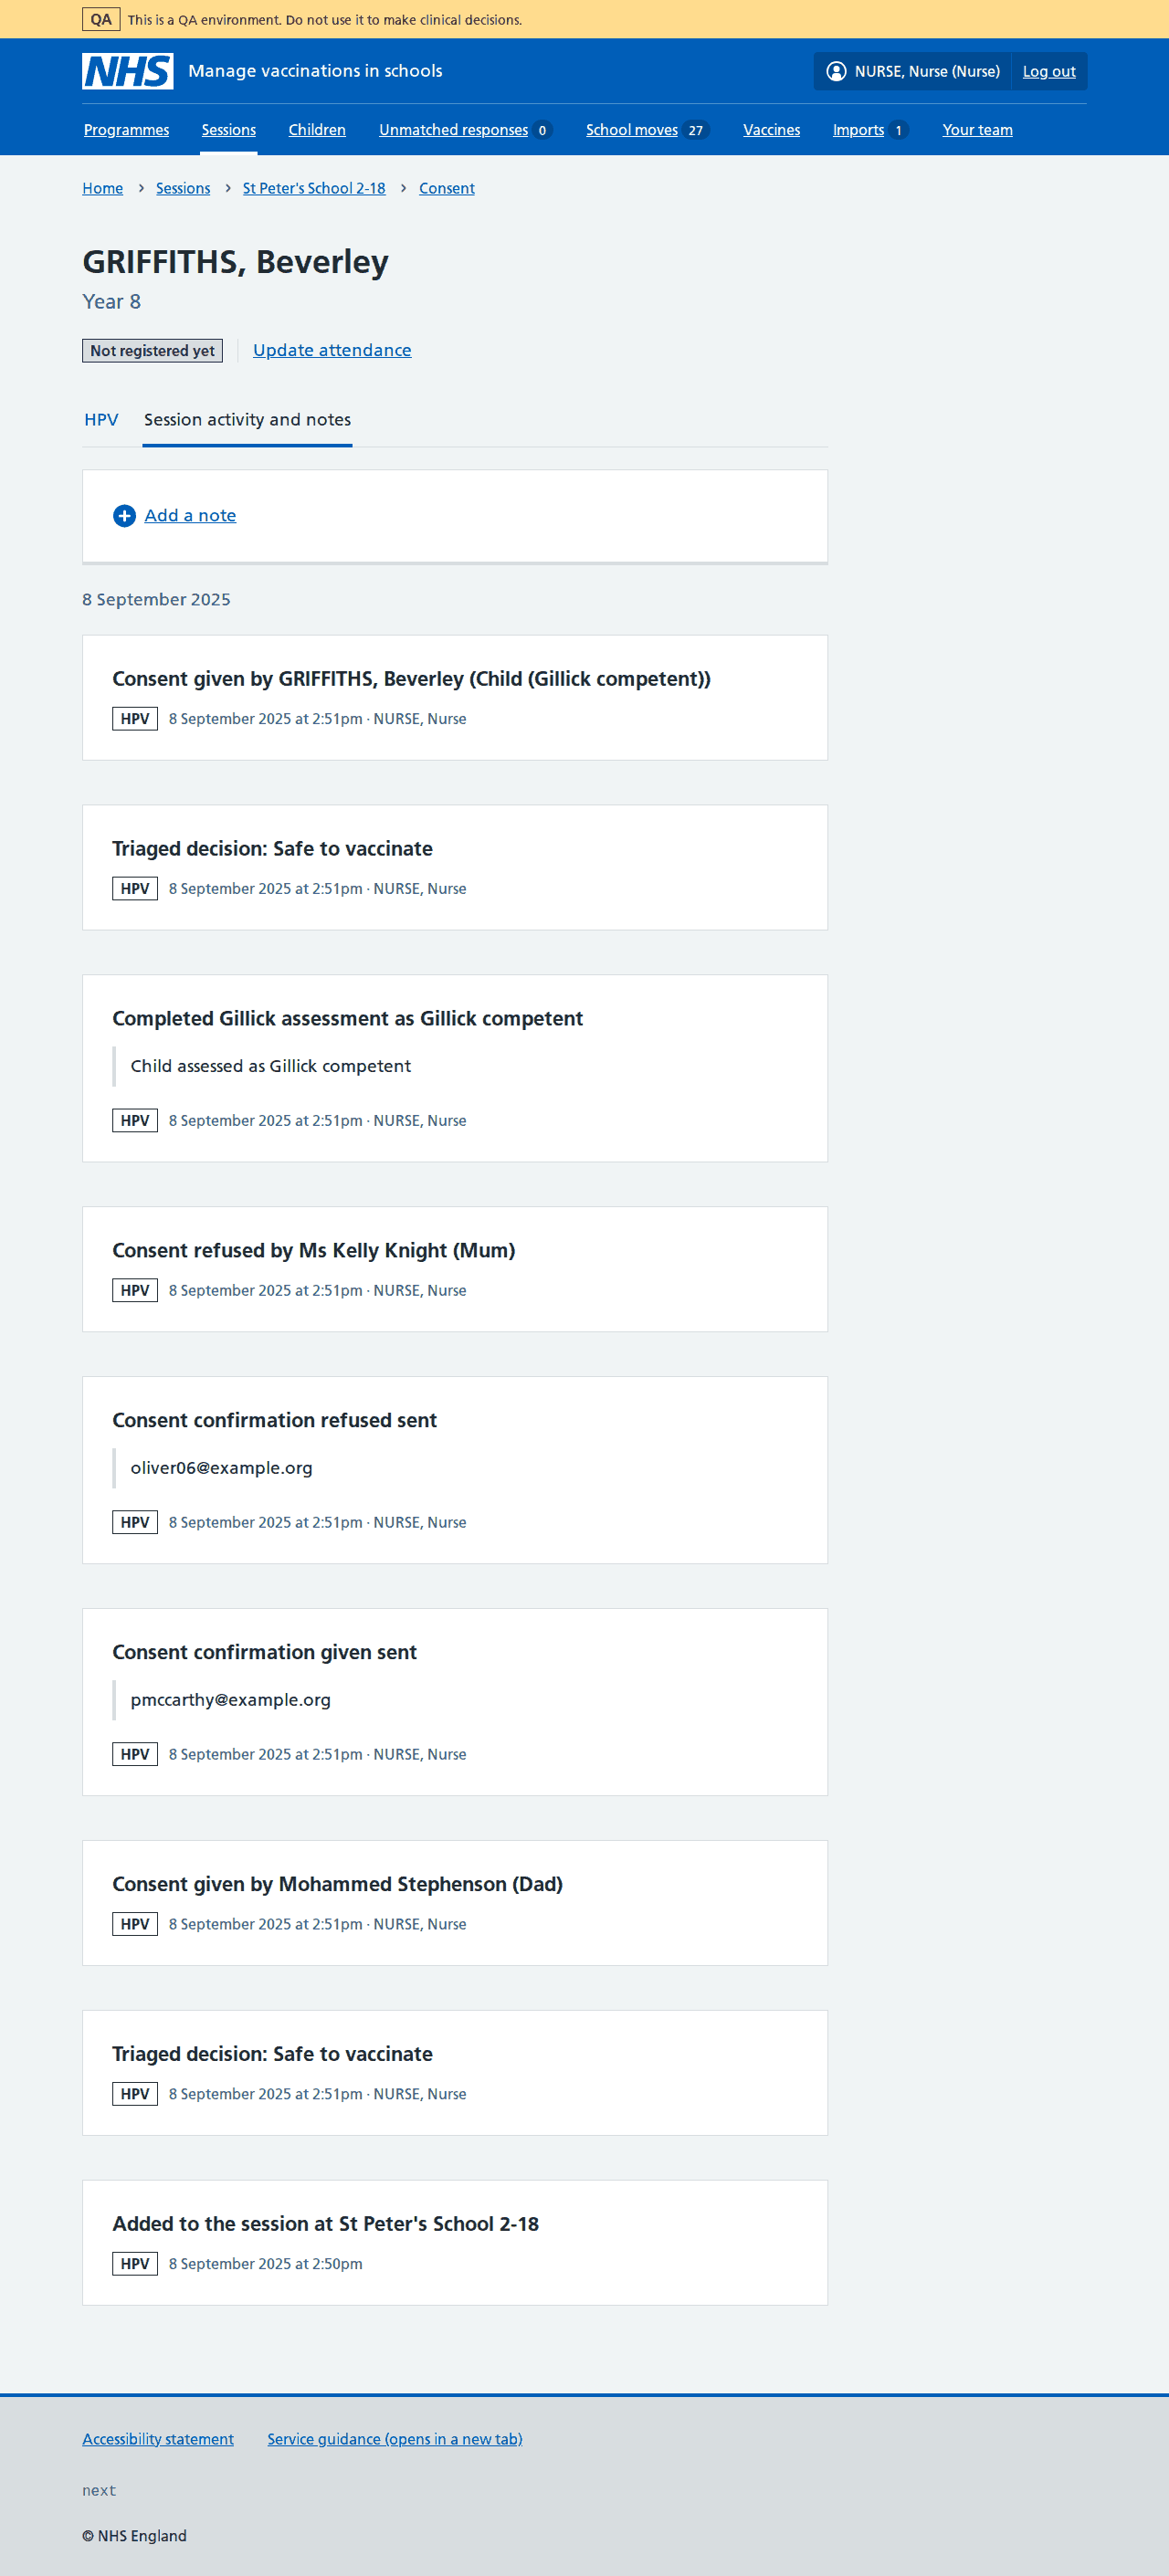 QA This is a QA environment. Do not use it to make clinical decisions.
NHS Manage vaccinations in schools NURSE, Nurse (Nurse) Log out
Programmes Sessions Children Unmatched responses 0 School moves 27 Vaccines Imports 1 Your team
Home › Sessions › St Peter's School 2-18 › Consent
GRIFFITHS, Beverley
Year 8
Not registered yet Update attendance
HPV Session activity and notes
Add a note
8 September 2025
Consent given by GRIFFITHS, Beverley (Child (Gillick competent))
HPV 8 September 2025 at 2:51pm · NURSE, Nurse
Triaged decision: Safe to vaccinate
HPV 8 September 2025 at 2:51pm · NURSE, Nurse
Completed Gillick assessment as Gillick competent
Child assessed as Gillick competent
HPV 8 September 2025 at 2:51pm · NURSE, Nurse
Consent refused by Ms Kelly Knight (Mum)
HPV 8 September 2025 at 2:51pm · NURSE, Nurse
Consent confirmation refused sent
oliver06@example.org
HPV 8 September 2025 at 2:51pm · NURSE, Nurse
Consent confirmation given sent
pmccarthy@example.org
HPV 8 September 2025 at 2:51pm · NURSE, Nurse
Consent given by Mohammed Stephenson (Dad)
HPV 8 September 2025 at 2:51pm · NURSE, Nurse
Triaged decision: Safe to vaccinate
HPV 8 September 2025 at 2:51pm · NURSE, Nurse
Added to the session at St Peter's School 2-18
HPV 8 September 2025 at 2:50pm
Accessibility statement Service guidance (opens in a new tab)
next
© NHS England